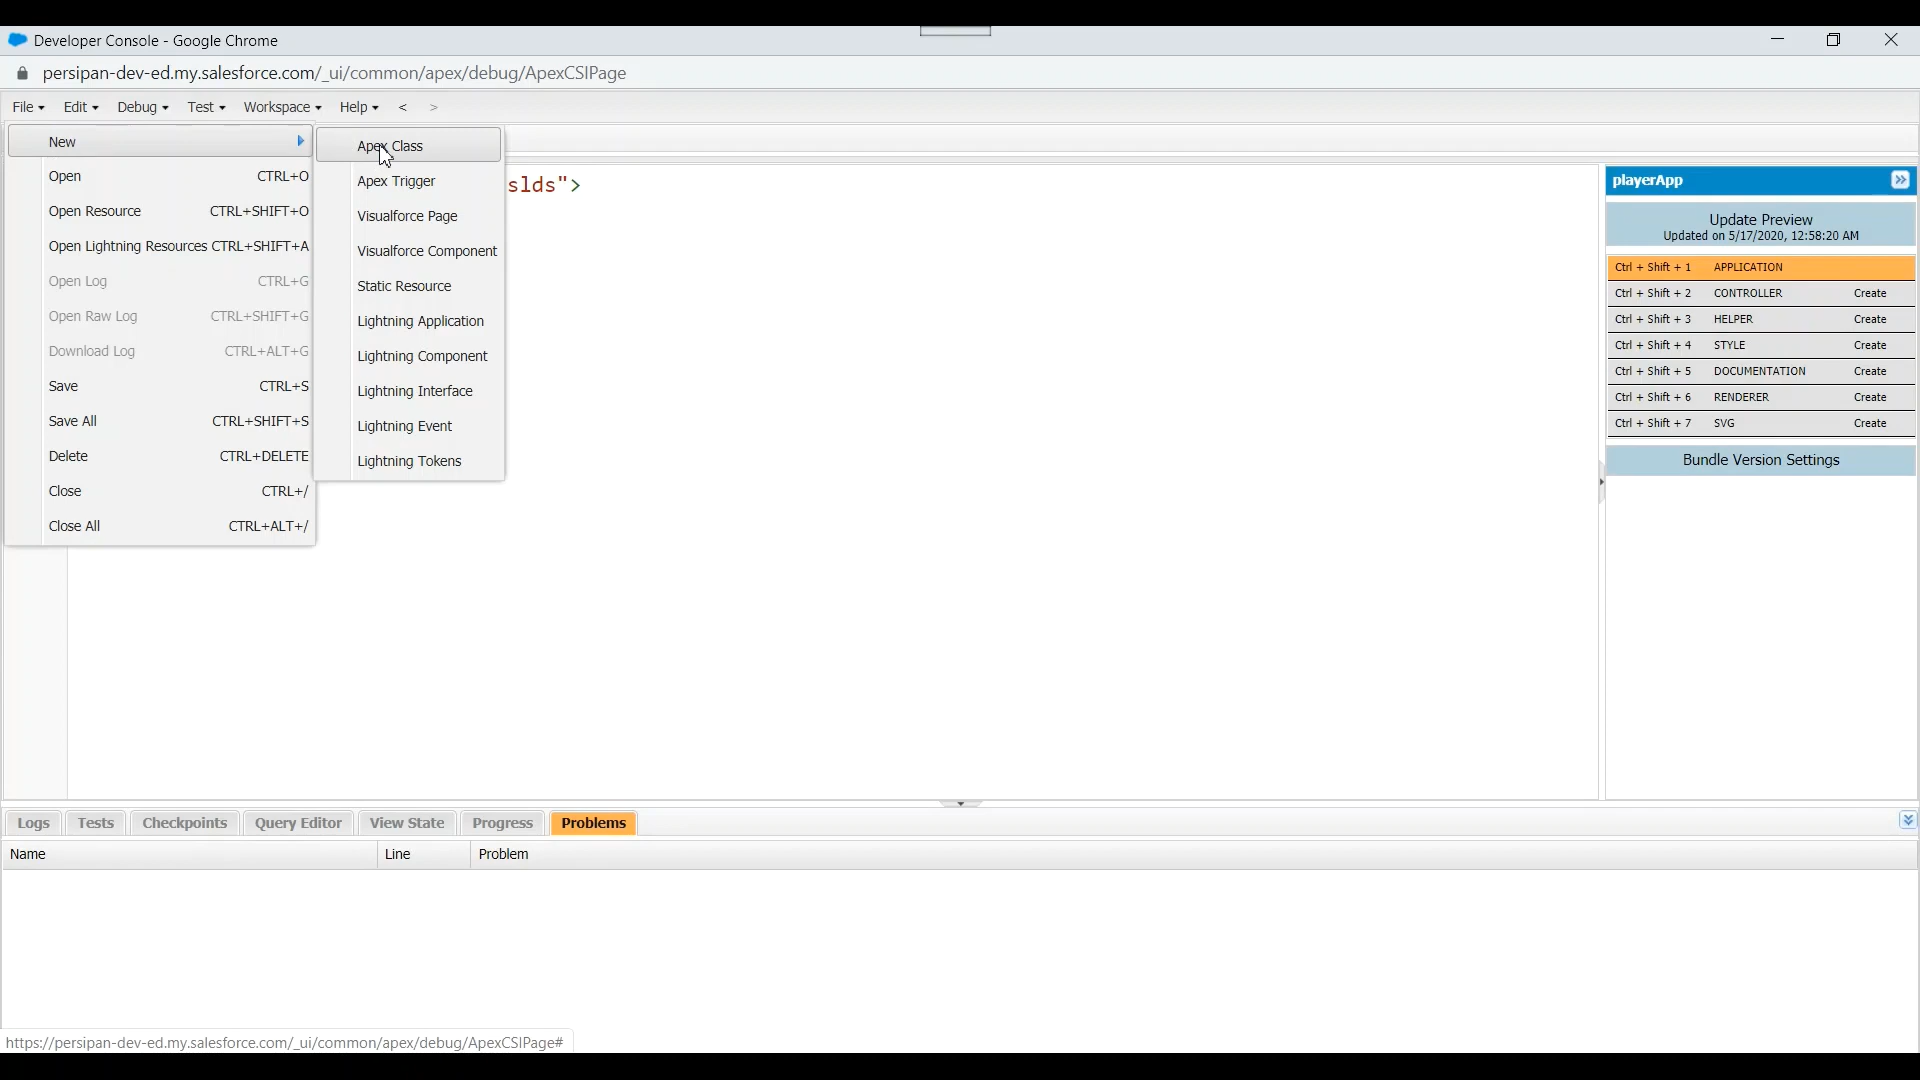 Developer Console - Google Chrome
persipan-dev-ed.my.salesforce.com/_ui/common/apex/debug/ApexCSIPage
File Edit Debug Test Workspace Help < >
New
Open CTRL+O
Open Resource CTRL+SHIFT+O
Open Lightning Resources CTRL+SHIFT+A
Open Log CTRL+G
Open Raw Log CTRL+SHIFT+G
Download Log CTRL+ALT+G
Save CTRL+S
Save All CTRL+SHIFT+S
Delete CTRL+DELETE
Close CTRL+/
Close All CTRL+ALT+/
Apex Class
Apex Trigger
Visualforce Page
Visualforce Component
Static Resource
Lightning Application
Lightning Component
Lightning Interface
Lightning Event
Lightning Tokens
slds">
playerApp
Update Preview
Updated on 5/17/2020, 12:58:20 AM
Ctrl + Shift + 1 APPLICATION
Ctrl + Shift + 2 CONTROLLER Create
Ctrl + Shift + 3 HELPER Create
Ctrl + Shift + 4 STYLE Create
Ctrl + Shift + 5 DOCUMENTATION Create
Ctrl + Shift + 6 RENDERER Create
Ctrl + Shift + 7 SVG Create
Bundle Version Settings
Logs Tests Checkpoints Query Editor View State Progress Problems
Name Line Problem
https://persipan-dev-ed.my.salesforce.com/_ui/common/apex/debug/ApexCSIPage#